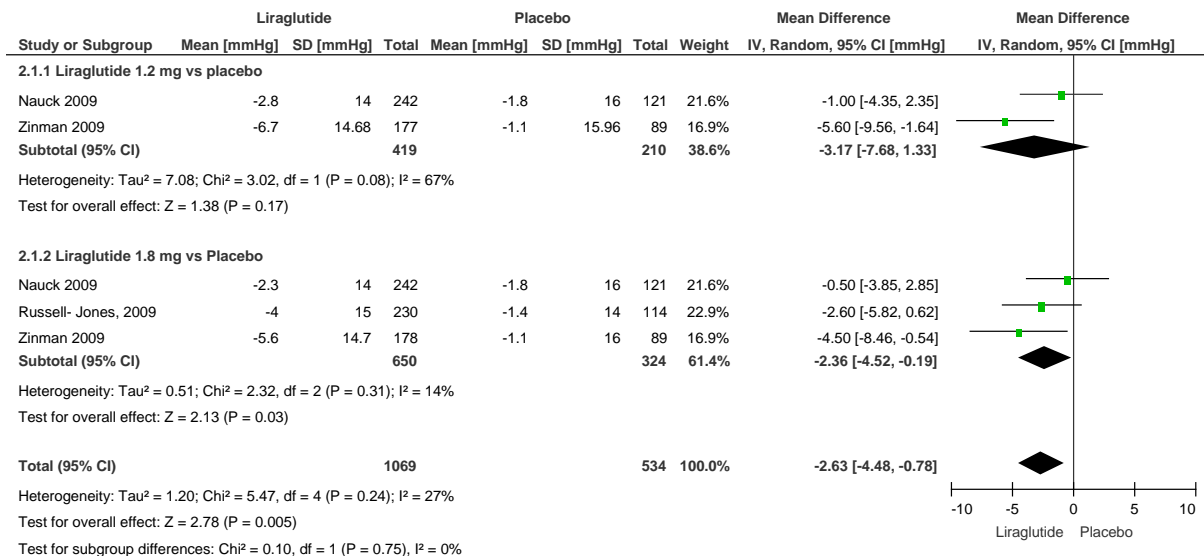 Liraglutide Placebo Mean Difference Mean Difference
Study or Subgroup Mean [mmHg] SD [mmHg] Total Mean [mmHg] SD [mmHg] Total Weight IV, Random, 95% CI [mmHg] IV, Random, 95% CI [mmHg]
2.1.1 Liraglutide 1.2 mg vs placebo
Nauck 2009 -2.8 14 242 -1.8 16 121 21.6% -1.00 [-4.35, 2.35]
Zinman 2009 -6.7 14.68 177 -1.1 15.96 89 16.9% -5.60 [-9.56, -1.64]
Subtotal (95% CI) 419 210 38.6% -3.17 [-7.68, 1.33]
Heterogeneity: Tau² = 7.08; Chi² = 3.02, df = 1 (P = 0.08); I² = 67%
Test for overall effect: Z = 1.38 (P = 0.17)
2.1.2 Liraglutide 1.8 mg vs Placebo
Nauck 2009 -2.3 14 242 -1.8 16 121 21.6% -0.50 [-3.85, 2.85]
Russell- Jones, 2009 -4 15 230 -1.4 14 114 22.9% -2.60 [-5.82, 0.62]
Zinman 2009 -5.6 14.7 178 -1.1 16 89 16.9% -4.50 [-8.46, -0.54]
Subtotal (95% CI) 650 324 61.4% -2.36 [-4.52, -0.19]
Heterogeneity: Tau² = 0.51; Chi² = 2.32, df = 2 (P = 0.31); I² = 14%
Test for overall effect: Z = 2.13 (P = 0.03)
Total (95% CI) 1069 534 100.0% -2.63 [-4.48, -0.78]
Heterogeneity: Tau² = 1.20; Chi² = 5.47, df = 4 (P = 0.24); I² = 27%
Test for overall effect: Z = 2.78 (P = 0.005)
Test for subgroup differences: Chi² = 0.10, df = 1 (P = 0.75), I² = 0%
-10 -5 0 5 10
Liraglutide Placebo